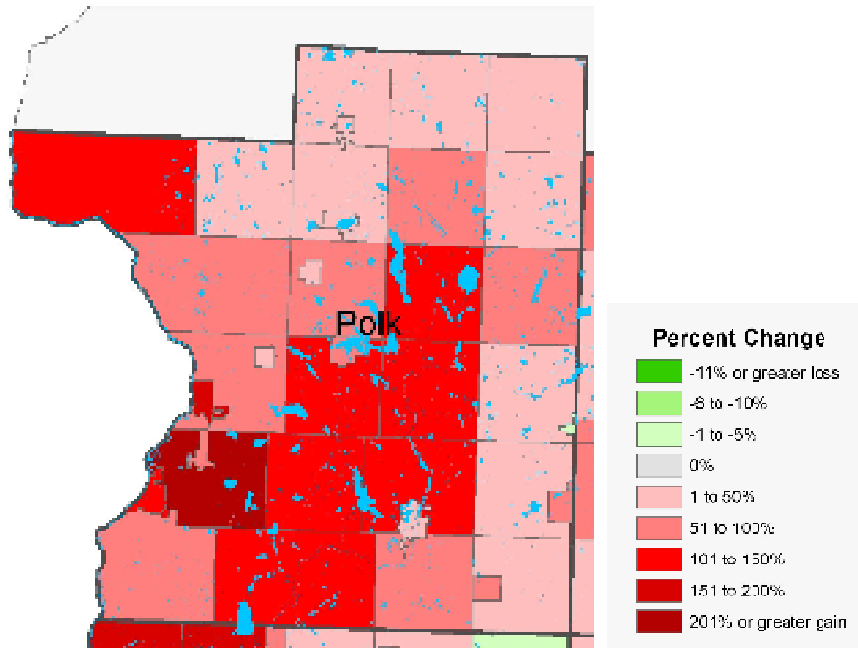 Polk
Percent Change
-11% or greater loss
-6 to -10%
-1 to -5%
0%
1 to 50%
51 to 100%
101 to 150%
151 to 200%
201% or greater gain